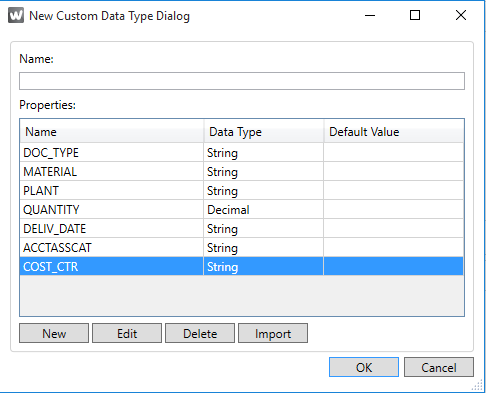 New Custom Data Type Dialog
Name:
Properties:
Name Data Type Default Value
DOC_TYPE String
MATERIAL String
PLANT String
QUANTITY Decimal
DELIV_DATE String
ACCTASSCAT String
COST_CTR String
New Edit Delete Import
OK Cancel